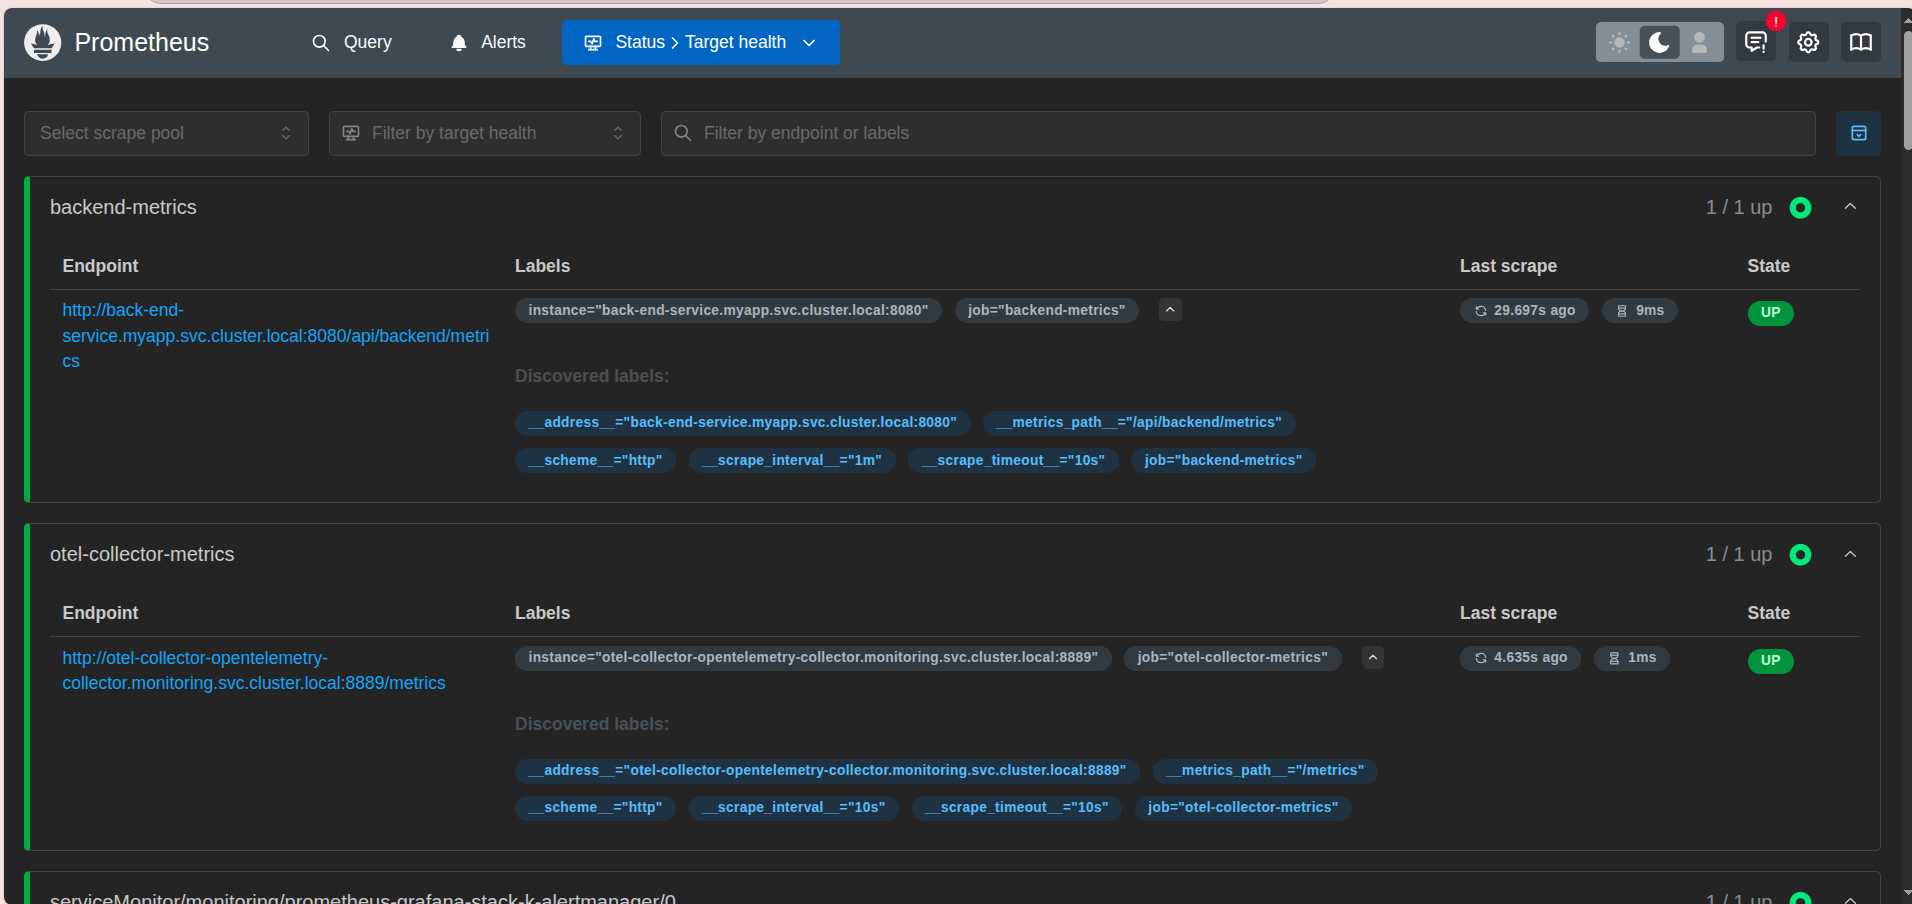 Prometheus
Query
Alerts
Status > Target health
!
Select scrape pool
Filter by target health
Filter by endpoint or labels
backend-metrics
1 / 1 up
Endpoint
Labels
Last scrape
State
http://back-end-
service.myapp.svc.cluster.local:8080/api/backend/metri
cs
instance="back-end-service.myapp.svc.cluster.local:8080"
job="backend-metrics"
29.697s ago
9ms
UP
Discovered labels:
__address__="back-end-service.myapp.svc.cluster.local:8080"
__metrics_path__="/api/backend/metrics"
__scheme__="http"
__scrape_interval__="1m"
__scrape_timeout__="10s"
job="backend-metrics"
otel-collector-metrics
1 / 1 up
Endpoint
Labels
Last scrape
State
http://otel-collector-opentelemetry-
collector.monitoring.svc.cluster.local:8889/metrics
instance="otel-collector-opentelemetry-collector.monitoring.svc.cluster.local:8889"
job="otel-collector-metrics"
4.635s ago
1ms
UP
Discovered labels:
__address__="otel-collector-opentelemetry-collector.monitoring.svc.cluster.local:8889"
__metrics_path__="/metrics"
__scheme__="http"
__scrape_interval__="10s"
__scrape_timeout__="10s"
job="otel-collector-metrics"
serviceMonitor/monitoring/prometheus-grafana-stack-k-alertmanager/0
1 / 1 up